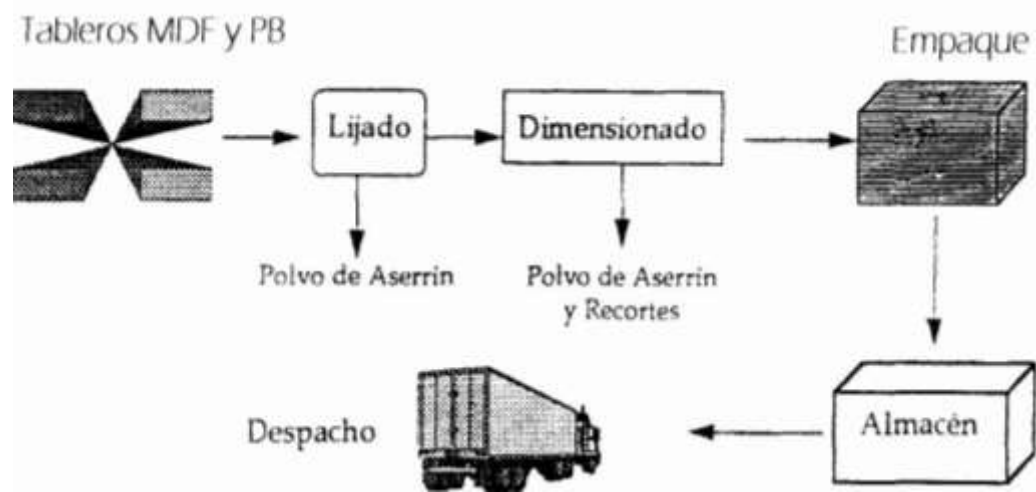 Tableros MDF y PB
Empaque
Lijado
Dimensionado
Polvo de Aserrin
Polvo de Aserrin
y Recortes
Despacho
Almacén